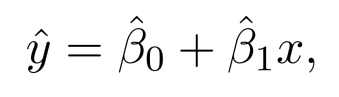 ŷ = β̂₀ + β̂₁x,